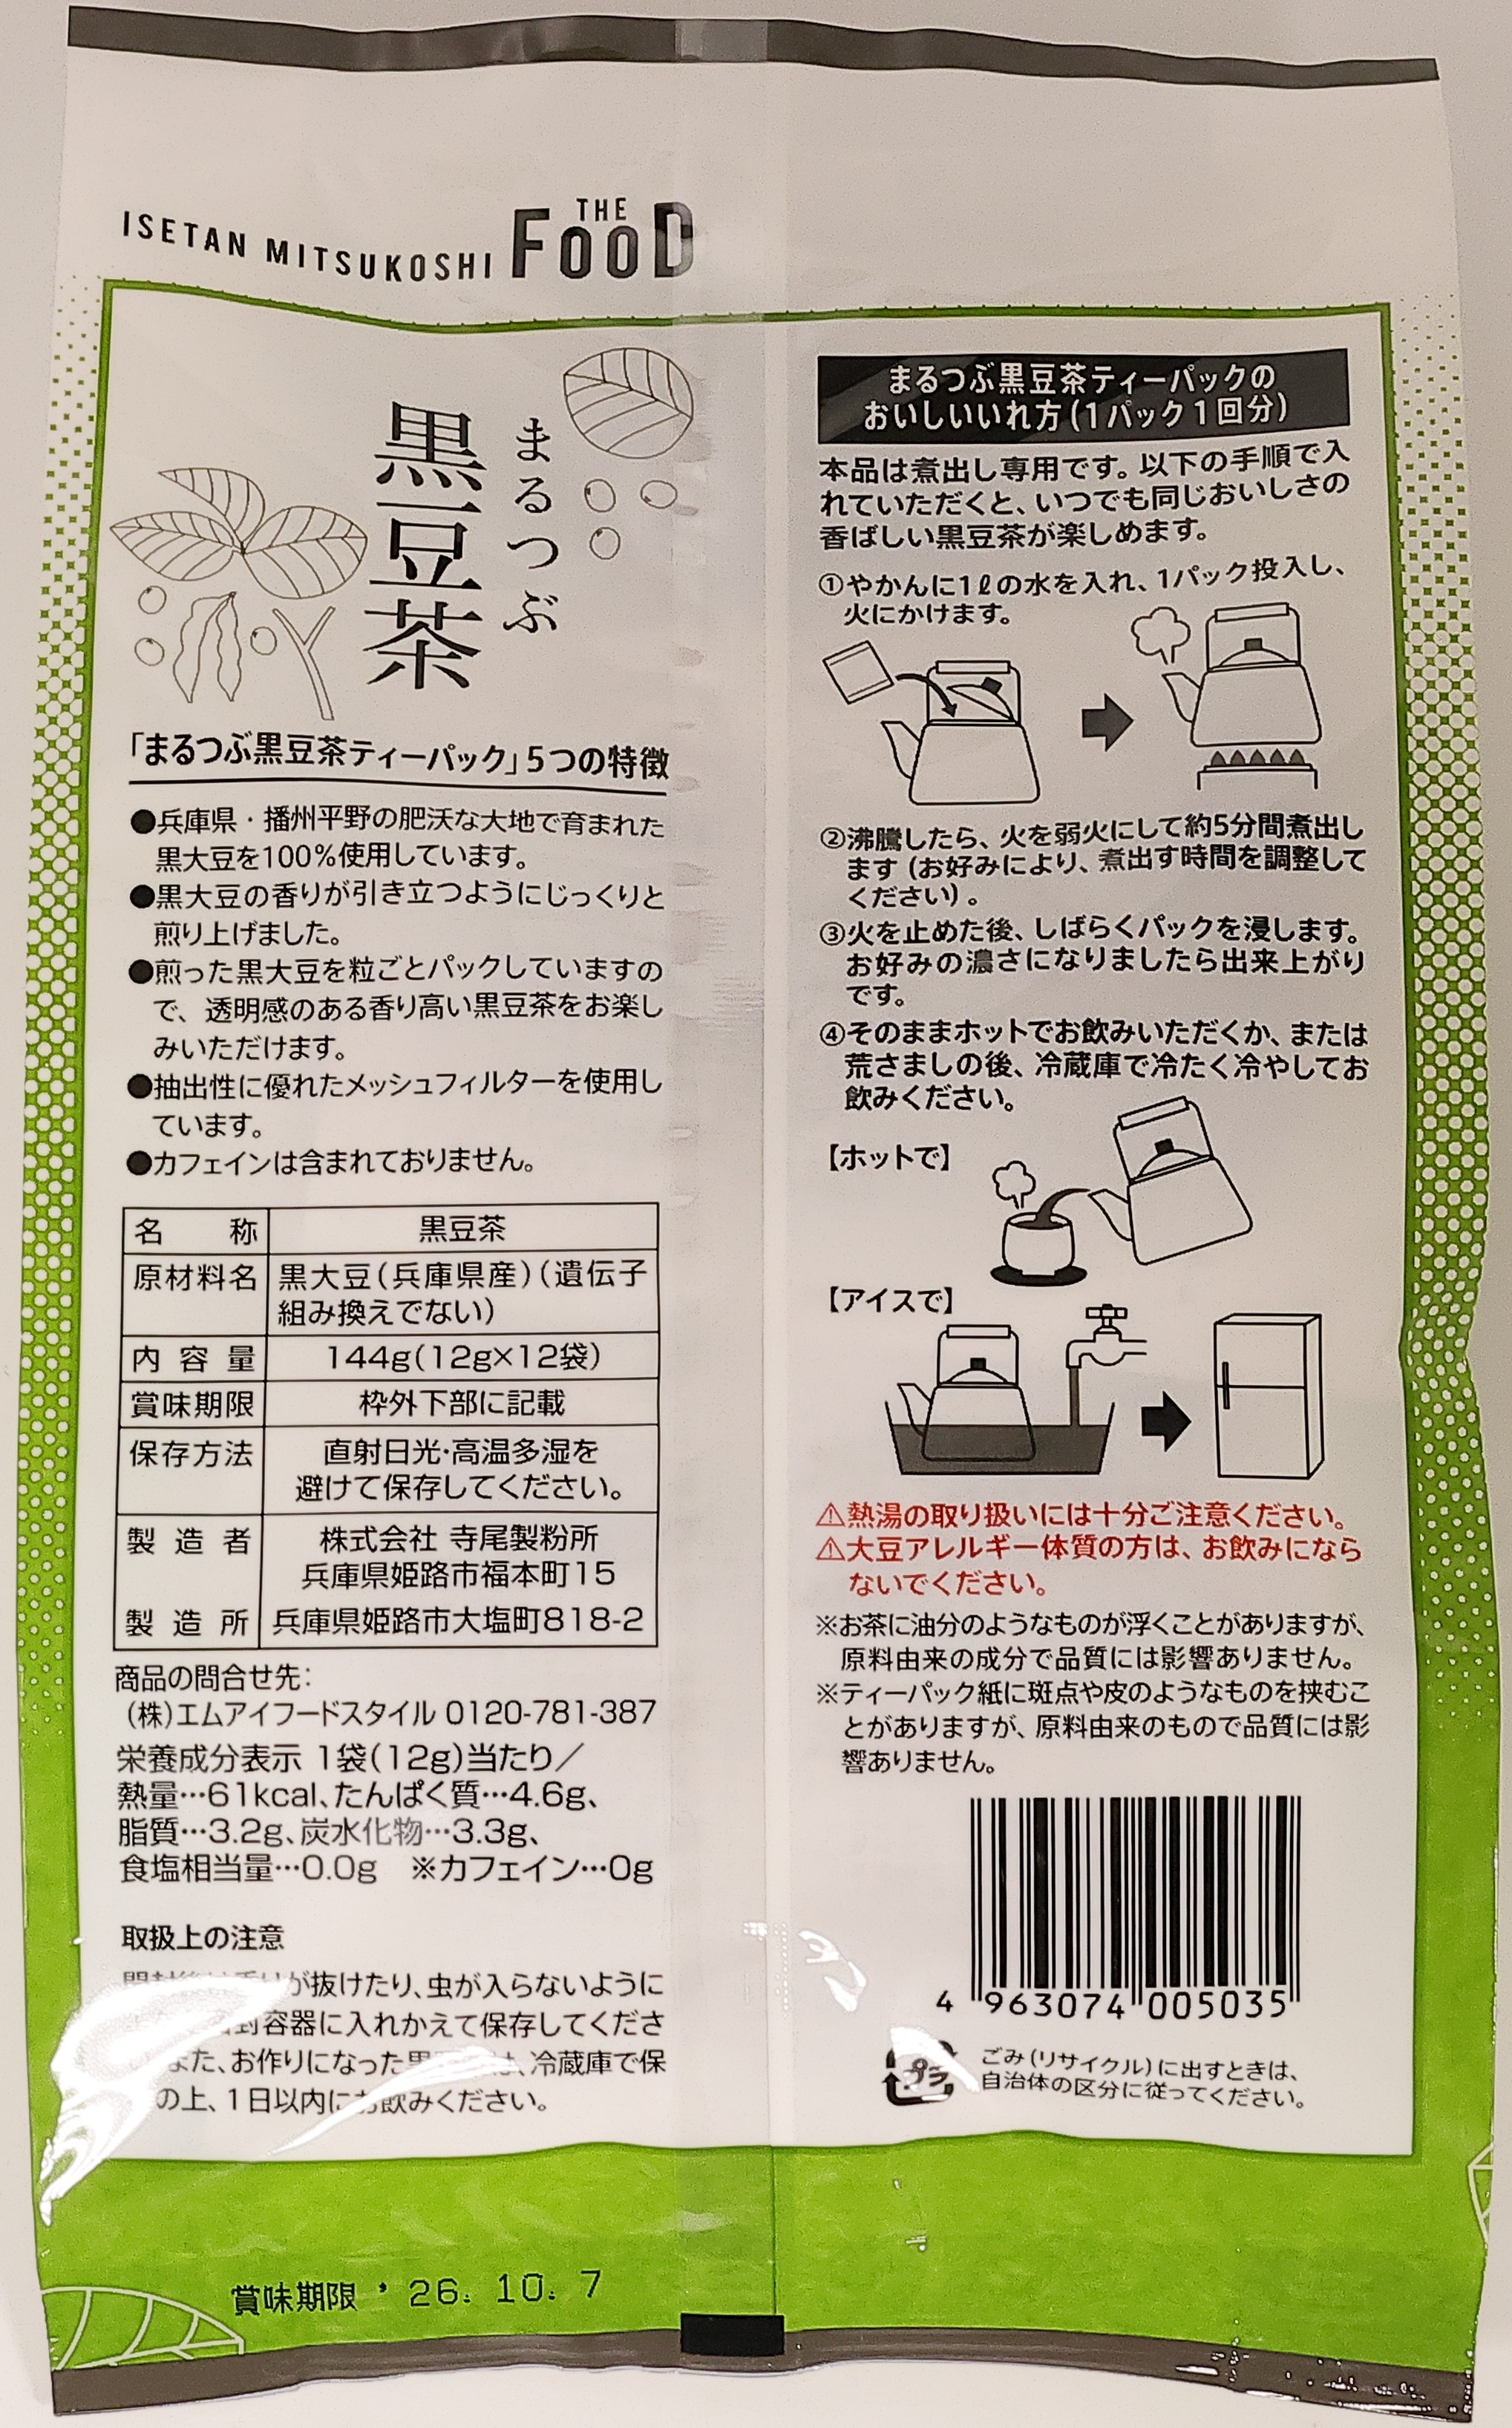 ISETAN MITSUKOSHI THE FOOD
まるつぶ
黒豆茶
「まるつぶ黒豆茶ティーパック」5つの特徴
●兵庫県・播州平野の肥沃な大地で育まれた
黒大豆を100%使用しています。
●黒大豆の香りが引き立つようにじっくりと
煎り上げました。
●煎った黒大豆を粒ごとパックしていますの
で、透明感のある香り高い黒豆茶をお楽し
みいただけます。
●抽出性に優れたメッシュフィルターを使用し
ています。
●カフェインは含まれておりません。
名称 黒豆茶
原材料名 黒大豆(兵庫県産)(遺伝子
組み換えでない)
内容量 144g(12g×12袋)
賞味期限 枠外下部に記載
保存方法 直射日光・高温多湿を
避けて保存してください。
製造者 株式会社 寺尾製粉所
兵庫県姫路市福本町15
製造所 兵庫県姫路市大塩町818-2
商品の問合せ先:
(株)エムアイフードスタイル 0120-781-387
栄養成分表示 1袋(12g)当たり/
熱量…61kcal、たんぱく質…4.6g、
脂質…3.2g、炭水化物…3.3g、
食塩相当量…0.0g ※カフェイン…0g
取扱上の注意
が抜けたり、虫が入らないように
容器に入れかえて保存してくださ
また、お作りになった 冷蔵庫で保
の上、1日以内にお飲みください。
賞味期限 '26.10.7
まるつぶ黒豆茶ティーパックの
おいしいいれ方(1パック1回分)
本品は煮出し専用です。以下の手順で入
れていただくと、いつでも同じおいしさの
香ばしい黒豆茶が楽しめます。
①やかんに1ℓの水を入れ、1パック投入し、
火にかけます。
②沸騰したら、火を弱火にして約5分間煮出し
ます(お好みにより、煮出す時間を調整して
ください)。
③火を止めた後、しばらくパックを浸します。
お好みの濃さになりましたら出来上がり
です。
④そのままホットでお飲みいただくか、または
荒さましの後、冷蔵庫で冷たく冷やしてお
飲みください。
【ホットで】
【アイスで】
⚠熱湯の取り扱いには十分ご注意ください。
⚠大豆アレルギー体質の方は、お飲みになら
ないでください。
※お茶に油分のようなものが浮くことがありますが、
原料由来の成分で品質には影響ありません。
※ティーパック紙に斑点や皮のようなものを挟むこ
とがありますが、原料由来のもので品質には影
響ありません。
4 963074 005035
プラ
ごみ(リサイクル)に出すときは、
自治体の区分に従ってください。